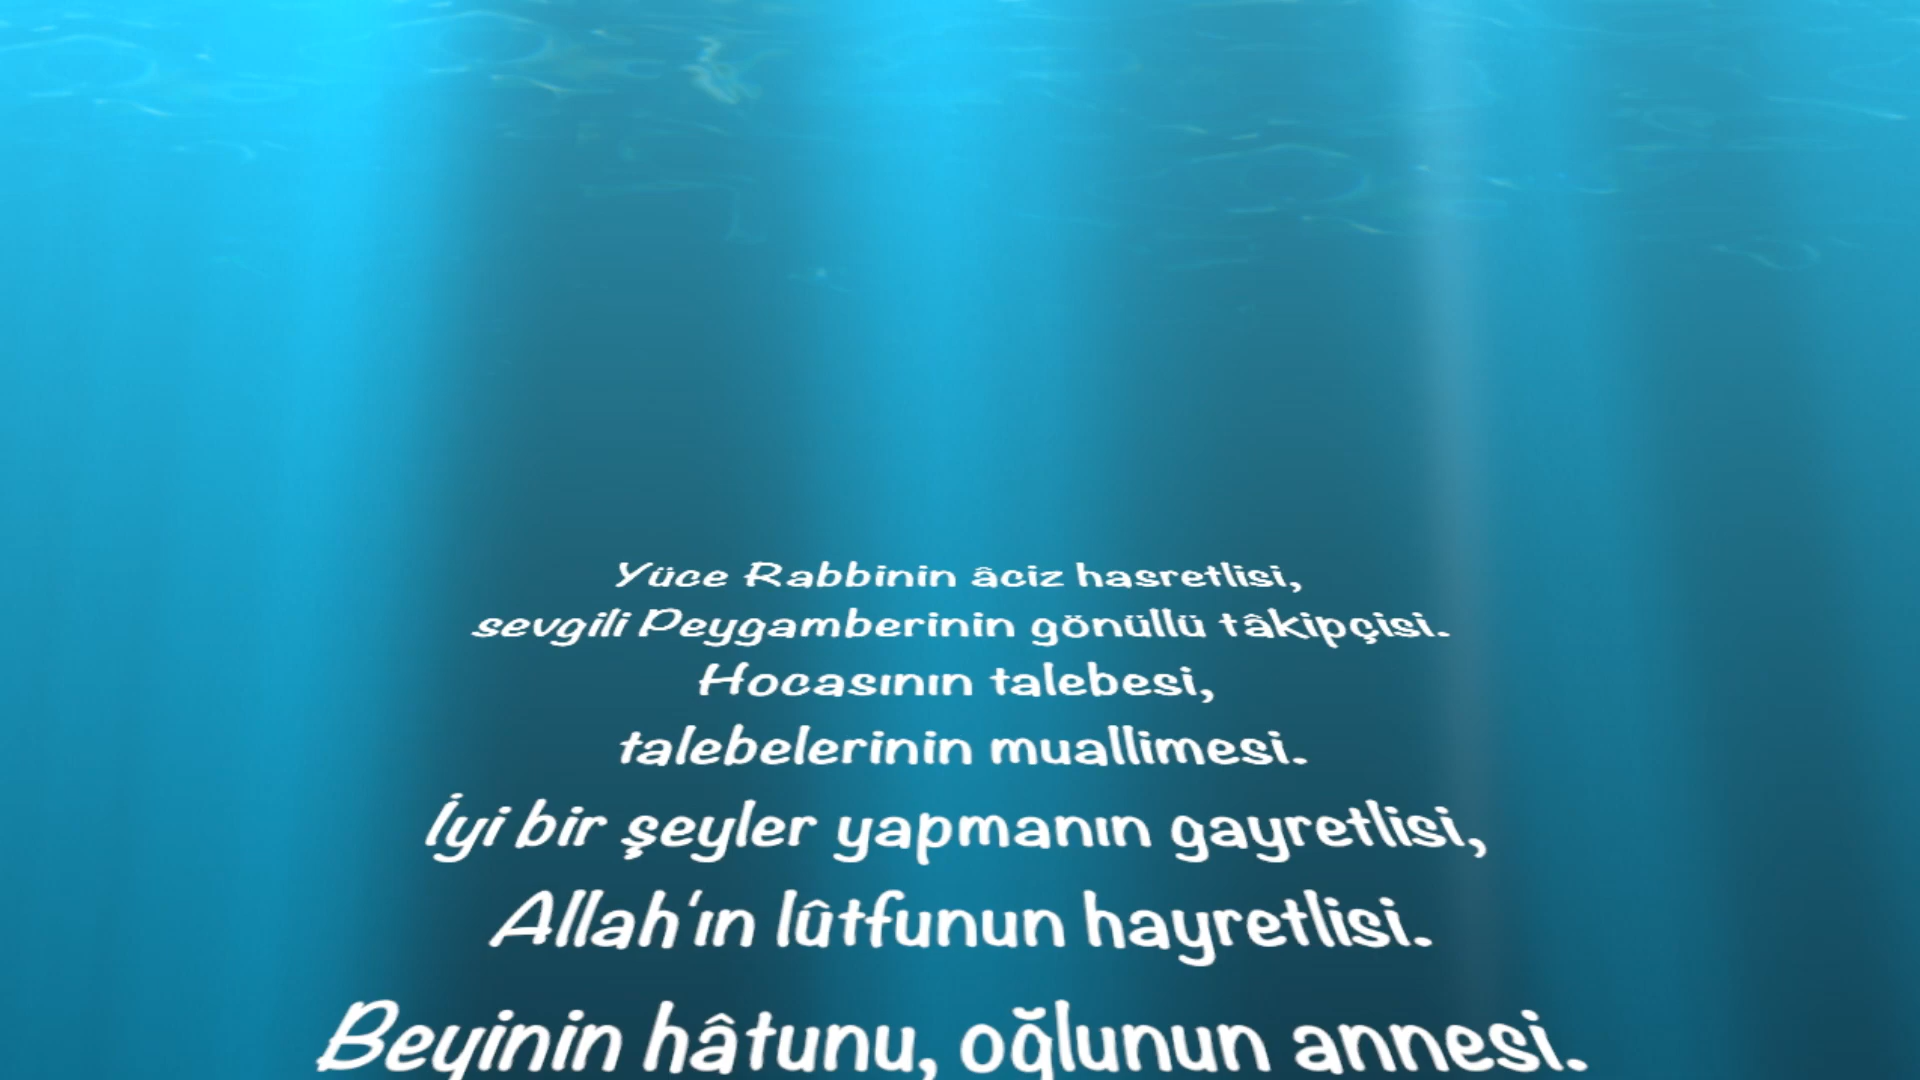 Yüce Rabbinin âciz hasretlisi,
sevgili Peygamberinin gönüllü tâkipçisi.
Hocasının talebesi,
talebelerinin muallimesi.
İyi bir şeyler yapmanın gayretlisi,
Allah'ın lûtfunun hayretlisi.
Beyinin hâtunu, oğlunun annesi.